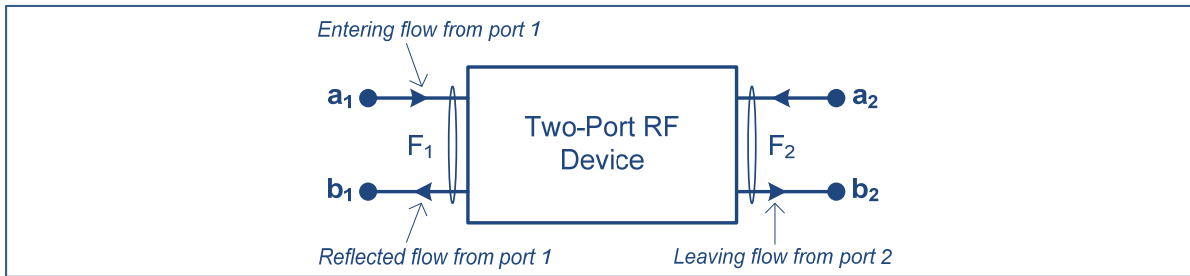 Entering flow from port 1
a1
a2
Two-Port RF
Device
F1
F2
b1
b2
Reflected flow from port 1
Leaving flow from port 2